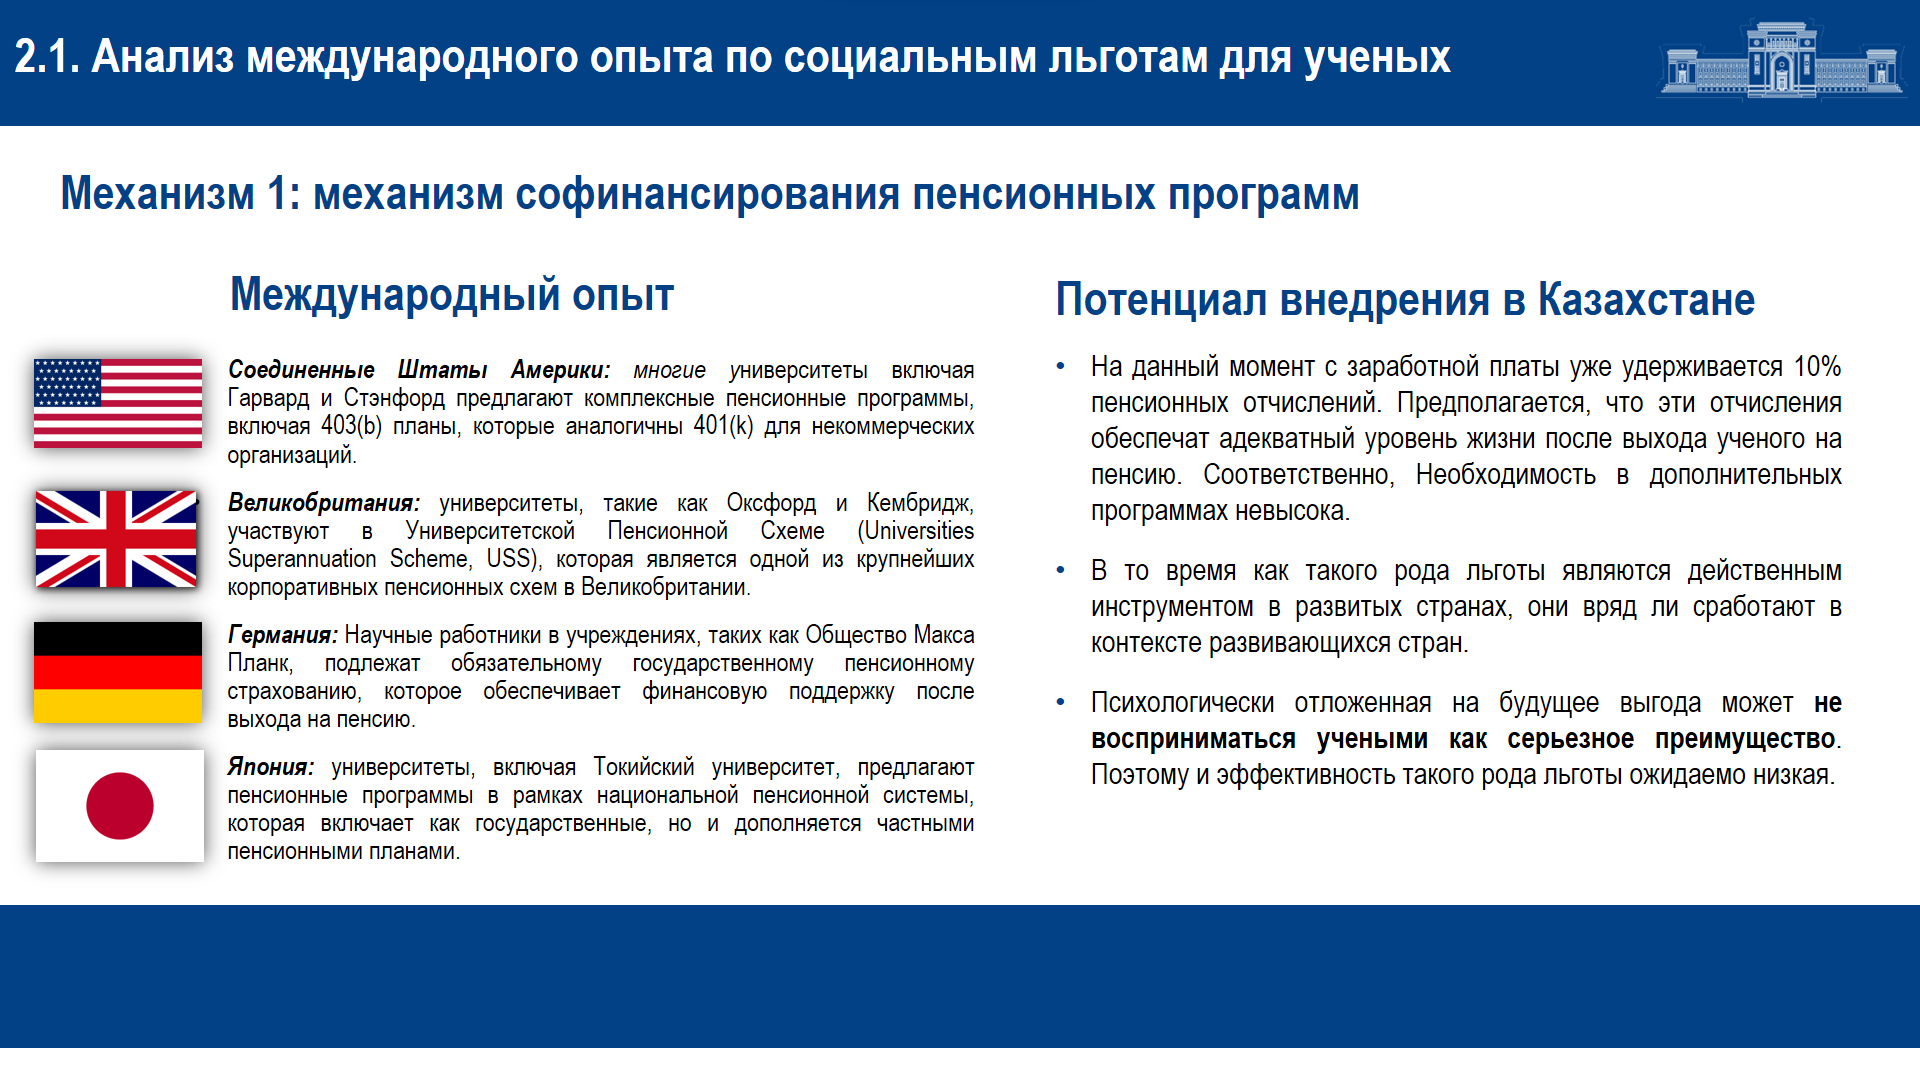 2.1. Анализ международного опыта по социальным льготам для ученых
Механизм 1: механизм софинансирования пенсионных программ
Международный опыт
Соединенные Штаты Америки: многие университеты включая
Гарвард и Стэнфорд предлагают комплексные пенсионные программы,
включая 403(b) планы, которые аналогичны 401(k) для некоммерческих
организаций.
Великобритания: университеты, такие как Оксфорд и Кембридж,
участвуют в Университетской Пенсионной Схеме (Universities
Superannuation Scheme, USS), которая является одной из крупнейших
корпоративных пенсионных схем в Великобритании.
Германия: Научные работники в учреждениях, таких как Общество Макса
Планк, подлежат обязательному государственному пенсионному
страхованию, которое обеспечивает финансовую поддержку после
выхода на пенсию.
Япония: университеты, включая Токийский университет, предлагают
пенсионные программы в рамках национальной пенсионной системы,
которая включает как государственные, но и дополняется частными
пенсионными планами.
Потенциал внедрения в Казахстане
• На данный момент с заработной платы уже удерживается 10%
пенсионных отчислений. Предполагается, что эти отчисления
обеспечат адекватный уровень жизни после выхода ученого на
пенсию. Соответственно, Необходимость в дополнительных
программах невысока.
• В то время как такого рода льготы являются действенным
инструментом в развитых странах, они вряд ли сработают в
контексте развивающихся стран.
• Психологически отложенная на будущее выгода может не
восприниматься учеными как серьезное преимущество.
Поэтому и эффективность такого рода льготы ожидаемо низкая.